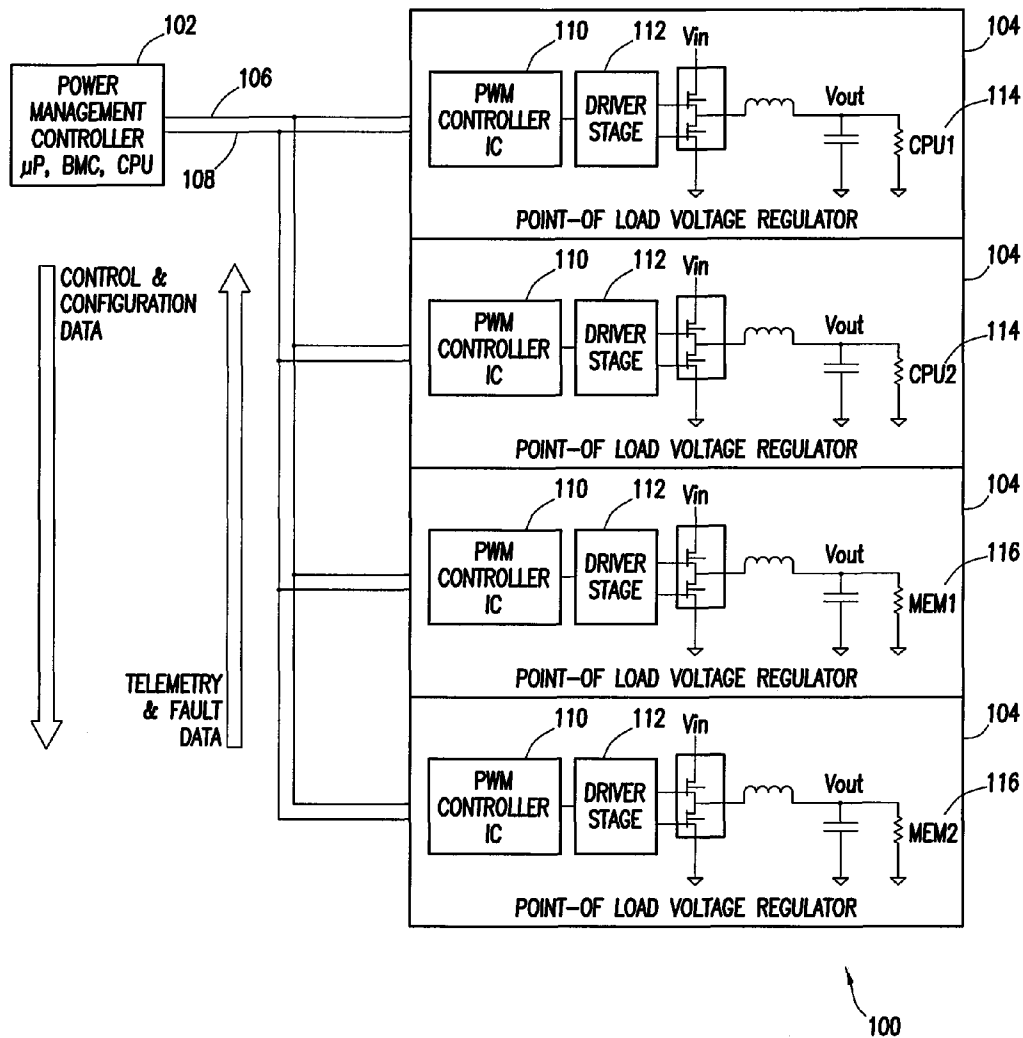 102
POWER
MANAGEMENT
CONTROLLER
µP, BMC, CPU
106
108
CONTROL &
CONFIGURATION
DATA
TELEMETRY
& FAULT
DATA
110
112
Vin
104
PWM
CONTROLLER
IC
DRIVER
STAGE
Vout
114
CPU1
POINT-OF LOAD VOLTAGE REGULATOR
110
112
Vin
104
PWM
CONTROLLER
IC
DRIVER
STAGE
Vout
114
CPU2
POINT-OF LOAD VOLTAGE REGULATOR
110
112
Vin
104
PWM
CONTROLLER
IC
DRIVER
STAGE
Vout
116
MEM1
POINT-OF LOAD VOLTAGE REGULATOR
110
112
Vin
104
PWM
CONTROLLER
IC
DRIVER
STAGE
Vout
116
MEM2
POINT-OF LOAD VOLTAGE REGULATOR
100